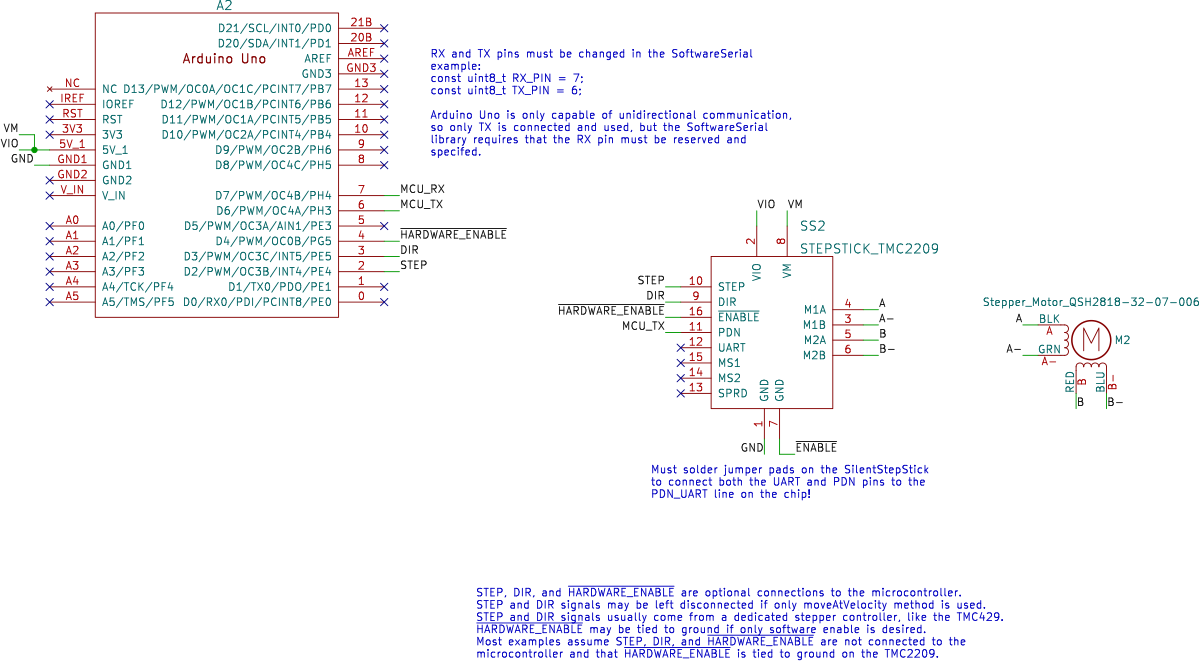 A2
Arduino Uno
D21/SCL/INT0/PD0 21B
D20/SDA/INT1/PD1 20B
AREF AREF
GND3 GND3
NC NC D13/PWM/OC0A/OC1C/PCINT7/PB7 13
IREF IOREF D12/PWM/OC1B/PCINT6/PB6 12
RST RST D11/PWM/OC1A/PCINT5/PB5 11
VM 3V3 3V3 D10/PWM/OC2A/PCINT4/PB4 10
VIO 5V_1 5V_1 D9/PWM/OC2B/PH6 9
GND GND1 GND1 D8/PWM/OC4C/PH5 8
GND2 GND2
V_IN V_IN D7/PWM/OC4B/PH4 7 MCU_RX
D6/PWM/OC4A/PH3 6 MCU_TX
A0 A0/PF0 D5/PWM/OC3A/AIN1/PE3 5
A1 A1/PF1 D4/PWM/OC0B/PG5 4 HARDWARE_ENABLE
A2 A2/PF2 D3/PWM/OC3C/INT5/PE5 3 DIR
A3 A3/PF3 D2/PWM/OC3B/INT4/PE4 2 STEP
A4 A4/TCK/PF4 D1/TX0/PDO/PE1 1
A5 A5/TMS/PF5 D0/RX0/PDI/PCINT8/PE0 0
RX and TX pins must be changed in the SoftwareSerial
example:
const uint8_t RX_PIN = 7;
const uint8_t TX_PIN = 6;
Arduino Uno is only capable of unidirectional communication,
so only TX is connected and used, but the SoftwareSerial
library requires that the RX pin must be reserved and
specifed.
VIO VM
SS2
STEPSTICK_TMC2209
2 8
VIO VM
STEP 10 STEP
DIR 9 DIR
HARDWARE_ENABLE 16 ENABLE
MCU_TX 11 PDN
12 UART
15 MS1
14 MS2
13 SPRD
M1A 4 A
M1B 3 A-
M2A 5 B
M2B 6 B-
GND GND
1 7
GND ENABLE
Must solder jumper pads on the SilentStepStick
to connect both the UART and PDN pins to the
PDN_UART line on the chip!
Stepper_Motor_QSH2818-32-07-006
A BLK A
M M2
A- GRN A-
RED B BLU B-
B B-
STEP, DIR, and HARDWARE_ENABLE are optional connections to the microcontroller.
STEP and DIR signals may be left disconnected if only moveAtVelocity method is used.
STEP and DIR signals usually come from a dedicated stepper controller, like the TMC429.
HARDWARE_ENABLE may be tied to ground if only software enable is desired.
Most examples assume STEP, DIR, and HARDWARE_ENABLE are not connected to the
microcontroller and that HARDWARE_ENABLE is tied to ground on the TMC2209.